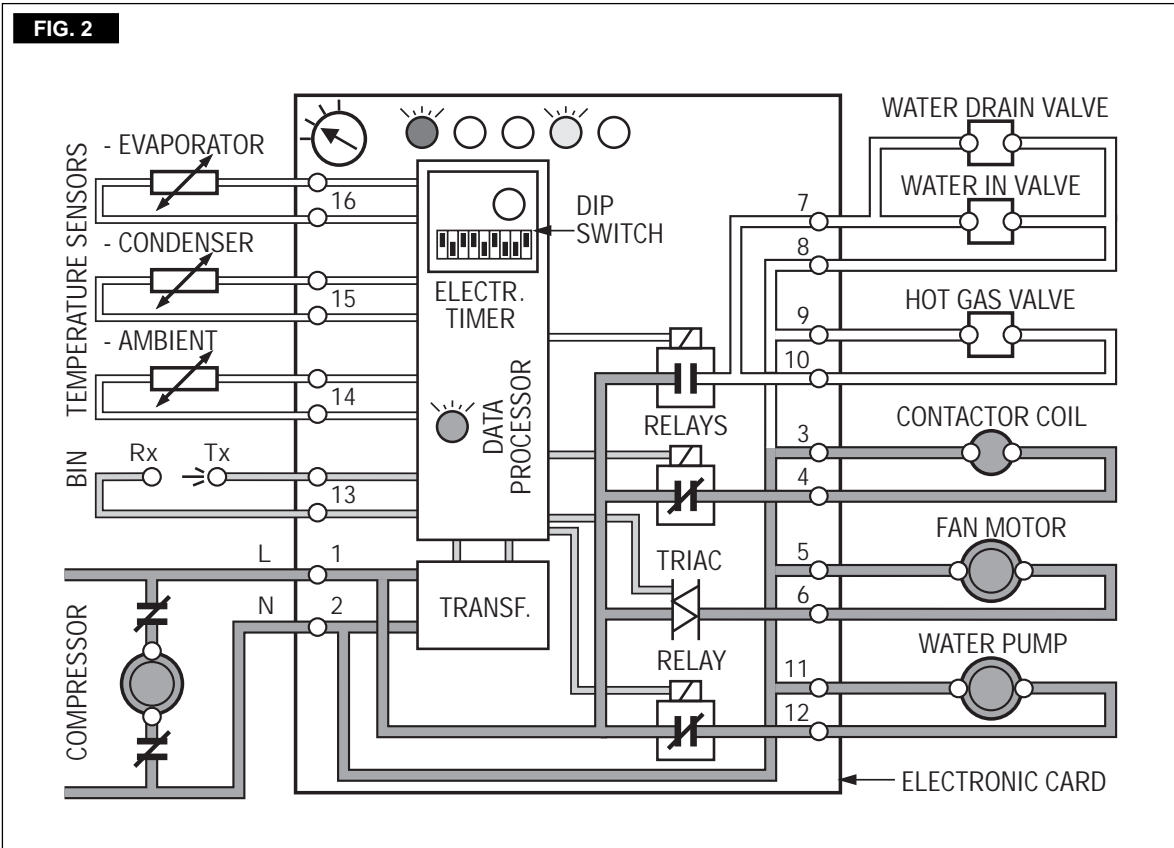 FIG. 2
TEMPERATURE SENSORS
- EVAPORATOR
16
- CONDENSER
15
- AMBIENT
14
BIN
Rx
Tx
13
L
1
N
2
COMPRESSOR
DIP
SWITCH
ELECTR.
TIMER
DATA
PROCESSOR
TRANSF.
RELAYS
TRIAC
RELAY
WATER DRAIN VALVE
WATER IN VALVE
7
8
HOT GAS VALVE
9
10
CONTACTOR COIL
3
4
FAN MOTOR
5
6
WATER PUMP
11
12
ELECTRONIC CARD